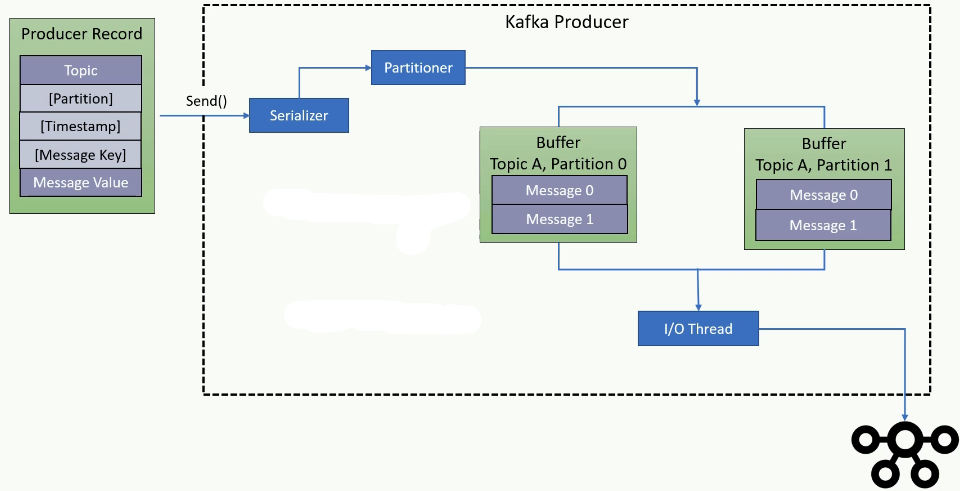 Kafka Producer
Producer Record
Topic
[Partition]
[Timestamp]
[Message Key]
Message Value
Send()
Serializer
Partitioner
Buffer
Topic A, Partition 0
Message 0
Message 1
Buffer
Topic A, Partition 1
Message 0
Message 1
I/O Thread